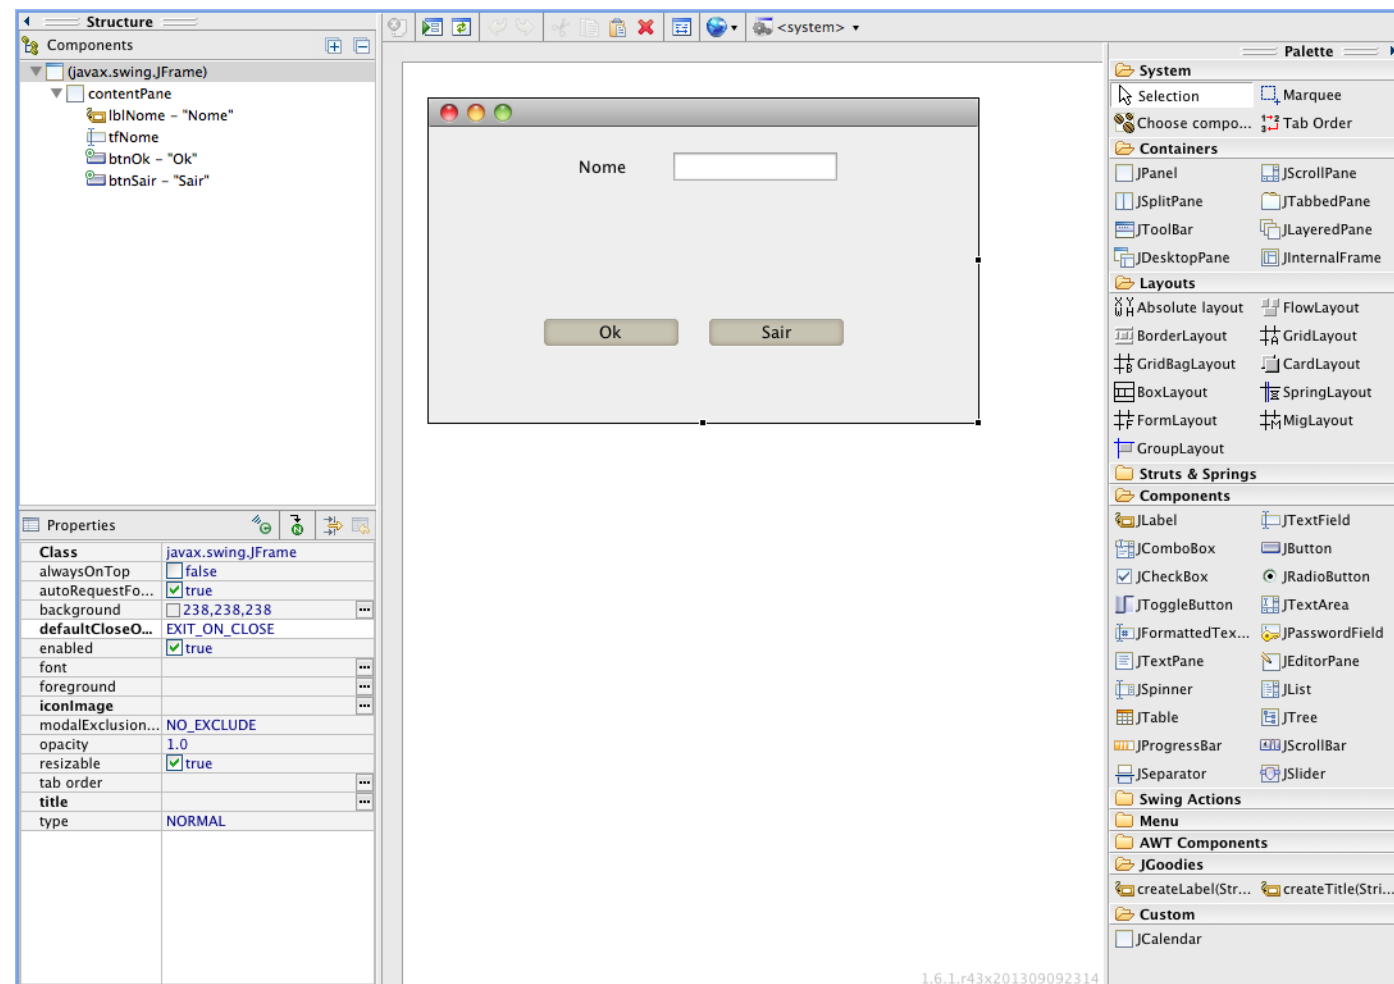 Structure
Components
(javax.swing.JFrame)
contentPane
lblNome - "Nome"
tfNome
btnOk - "Ok"
btnSair - "Sair"
Properties
Class javax.swing.JFrame
alwaysOnTop false
autoRequestFo... true
background 238,238,238 ...
defaultCloseO... EXIT_ON_CLOSE
enabled true
font ...
foreground ...
iconImage ...
modalExclusion... NO_EXCLUDE
opacity 1.0
resizable true
tab order ...
title ...
type NORMAL
<system>
Nome
Ok Sair
1.6.1.r43x201309092314
Palette
System
Selection Marquee
Choose compo... Tab Order
Containers
JPanel JScrollPane
JSplitPane JTabbedPane
JToolBar JLayeredPane
JDesktopPane JInternalFrame
Layouts
Absolute layout FlowLayout
BorderLayout GridLayout
GridBagLayout CardLayout
BoxLayout SpringLayout
FormLayout MigLayout
GroupLayout
Struts & Springs
Components
JLabel JTextField
JComboBox JButton
JCheckBox JRadioButton
JToggleButton JTextArea
JFormattedTex... JPasswordField
JTextPane JEditorPane
JSpinner JList
JTable JTree
JProgressBar JScrollBar
JSeparator JSlider
Swing Actions
Menu
AWT Components
JGoodies
createLabel(Str... createTitle(Stri...
Custom
JCalendar